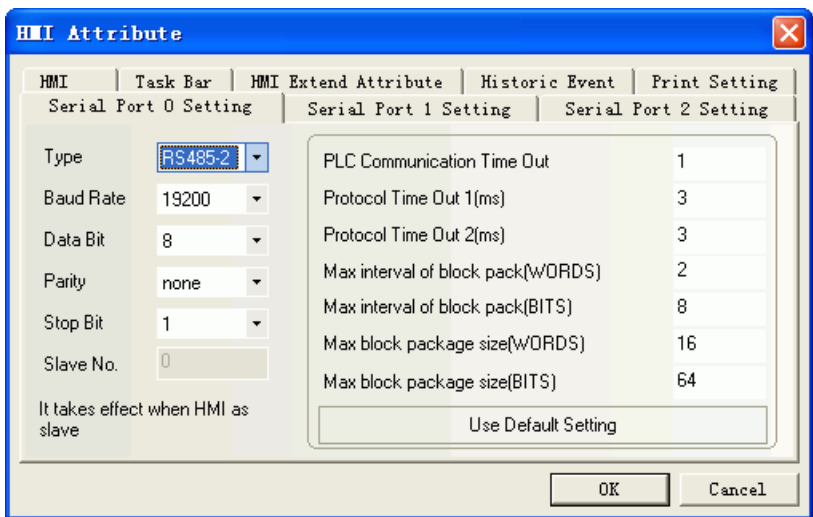 HMI Attribute
HMI
Task Bar
HMI Extend Attribute
Historic Event
Print Setting
Serial Port 0 Setting
Serial Port 1 Setting
Serial Port 2 Setting
Type RS485-2
Baud Rate 19200
Data Bit 8
Parity none
Stop Bit 1
Slave No. 0
It takes effect when HMI as
slave
PLC Communication Time Out 1
Protocol Time Out 1(ms) 3
Protocol Time Out 2(ms) 3
Max interval of block pack(WORDS) 2
Max interval of block pack(BITS) 8
Max block package size(WORDS) 16
Max block package size(BITS) 64
Use Default Setting
OK
Cancel